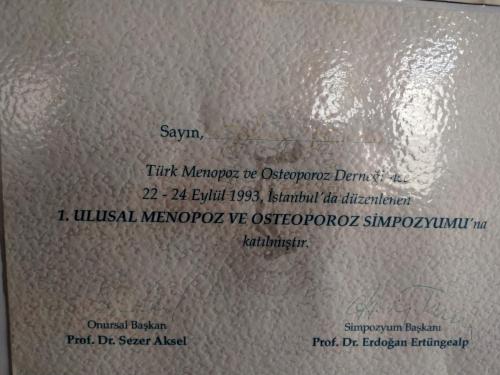 Sayın,
Türk Menopoz ve Osteoporoz Derneği'nce
22 - 24 Eylül 1993, İstanbul'da düzenlenen
1. ULUSAL MENOPOZ VE OSTEOPOROZ SİMPOZYUMU'na
katılmıştır.
Onursal Başkan
Prof. Dr. Sezer Aksel
Simpozyum Başkanı
Prof. Dr. Erdoğan Ertüngealp